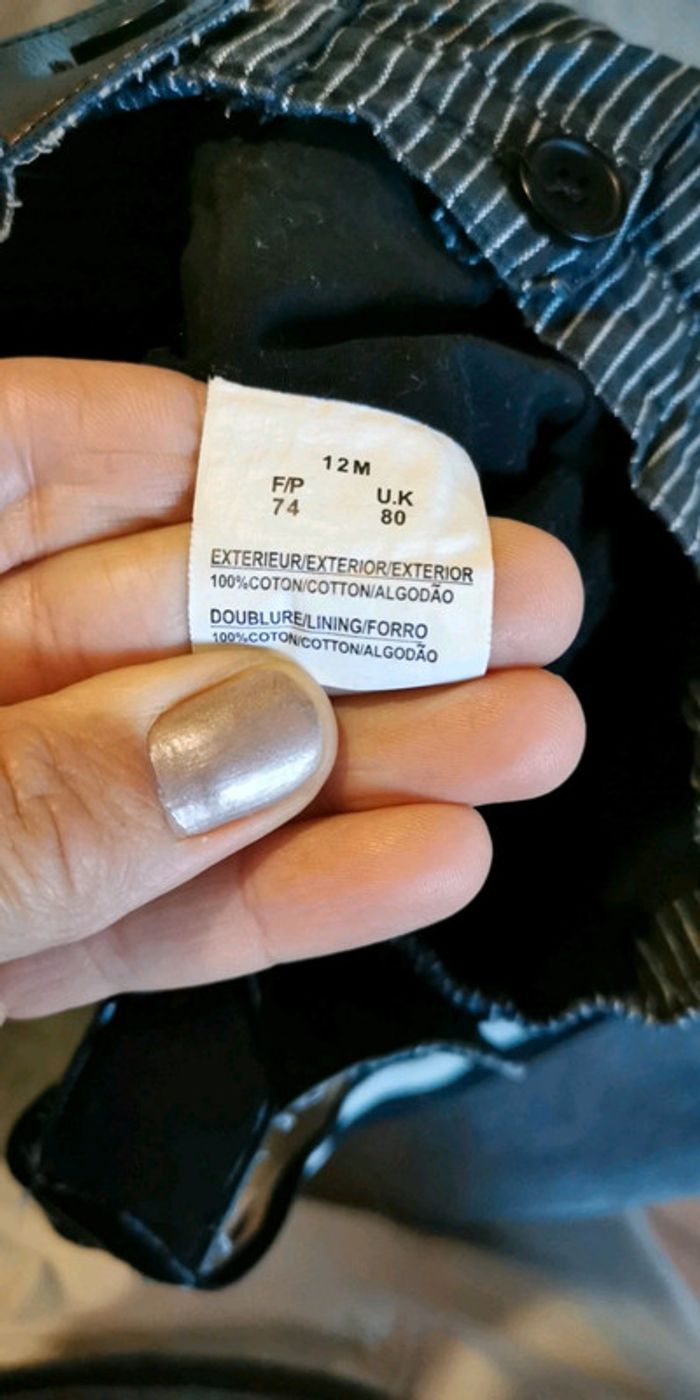 12M
F/P U.K
74 80
EXTERIEUR/EXTERIOR/EXTERIOR
100%COTON/COTTON/ALGODÃO
DOUBLURE/LINING/FORRO
100%COTON/COTTON/ALGODÃO